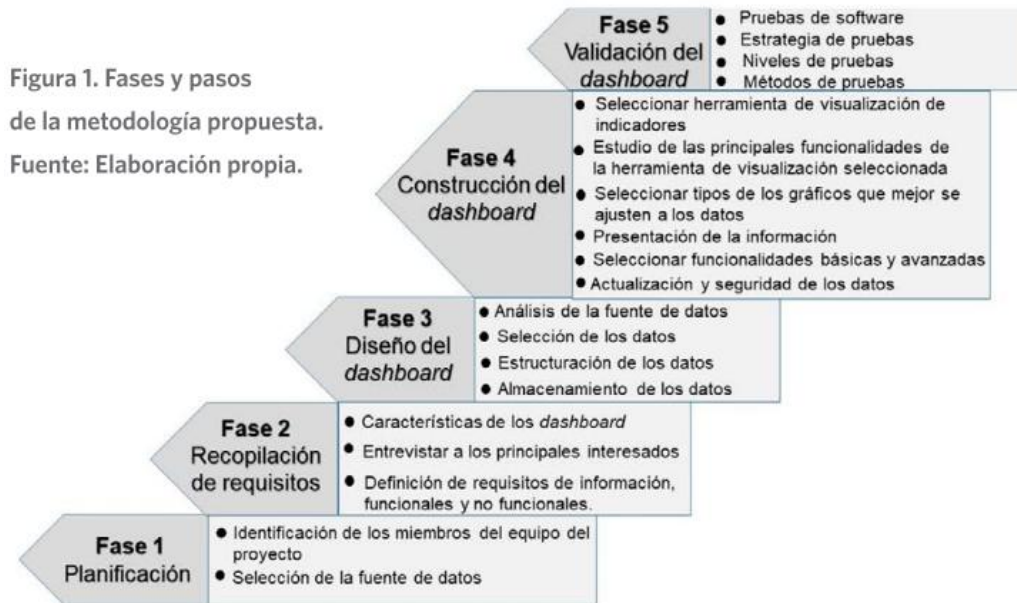 Figura 1. Fases y pasos
de la metodología propuesta.
Fuente: Elaboración propia.
Fase 5
Validación del
dashboard
● Pruebas de software
● Estrategia de pruebas
● Niveles de pruebas
● Métodos de pruebas
Fase 4
Construcción del
dashboard
● Seleccionar herramienta de visualización de
indicadores
● Estudio de las principales funcionalidades de
la herramienta de visualización seleccionada
● Seleccionar tipos de los gráficos que mejor se
ajusten a los datos
● Presentación de la información
● Seleccionar funcionalidades básicas y avanzadas
● Actualización y seguridad de los datos
Fase 3
Diseño del
dashboard
● Análisis de la fuente de datos
● Selección de los datos
● Estructuración de los datos
● Almacenamiento de los datos
Fase 2
Recopilación
de requisitos
● Características de los dashboard
● Entrevistar a los principales interesados
● Definición de requisitos de información,
funcionales y no funcionales.
Fase 1
Planificación
● Identificación de los miembros del equipo del
proyecto
● Selección de la fuente de datos